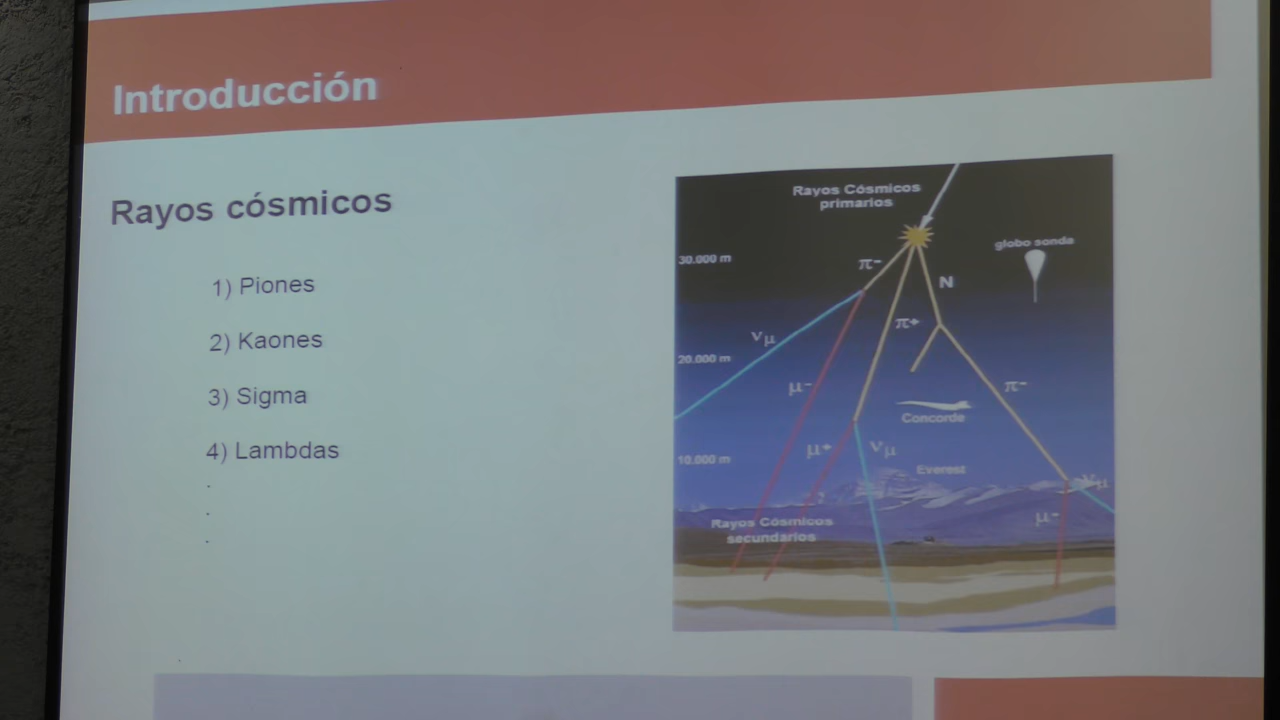 Introducción
Rayos cósmicos
1) Piones
2) Kaones
3) Sigma
4) Lambdas
.
.
.
Rayos Cósmicos
primarios
globo sonda
30.000 m
π-
N
π+
νμ
20.000 m
μ-
π-
Concorde
μ+
νμ
10.000 m
Everest
νμ
μ-
Rayos Cósmicos
secundarios